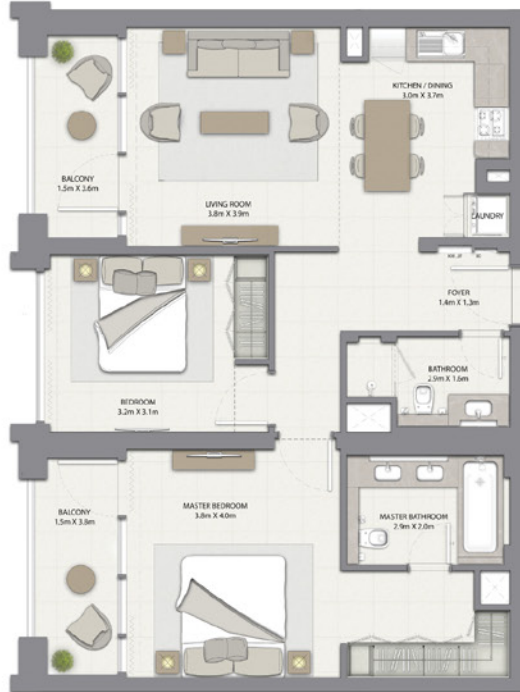 KITCHEN / DINING
3.0m X 3.7m
BALCONY
1.5m X 3.6m
LIVING ROOM
3.8m X 3.9m
LAUNDRY
FOYER
1.4m X 1.3m
BATHROOM
2.9m X 1.6m
BEDROOM
3.2m X 3.1m
BALCONY
1.5m X 3.8m
MASTER BEDROOM
3.8m X 4.0m
MASTER BATHROOM
2.9m X 2.0m